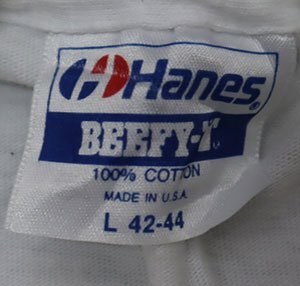 Hanes®
BEEFY-T
100% COTTON
MADE IN U.S.A.
L 42-44